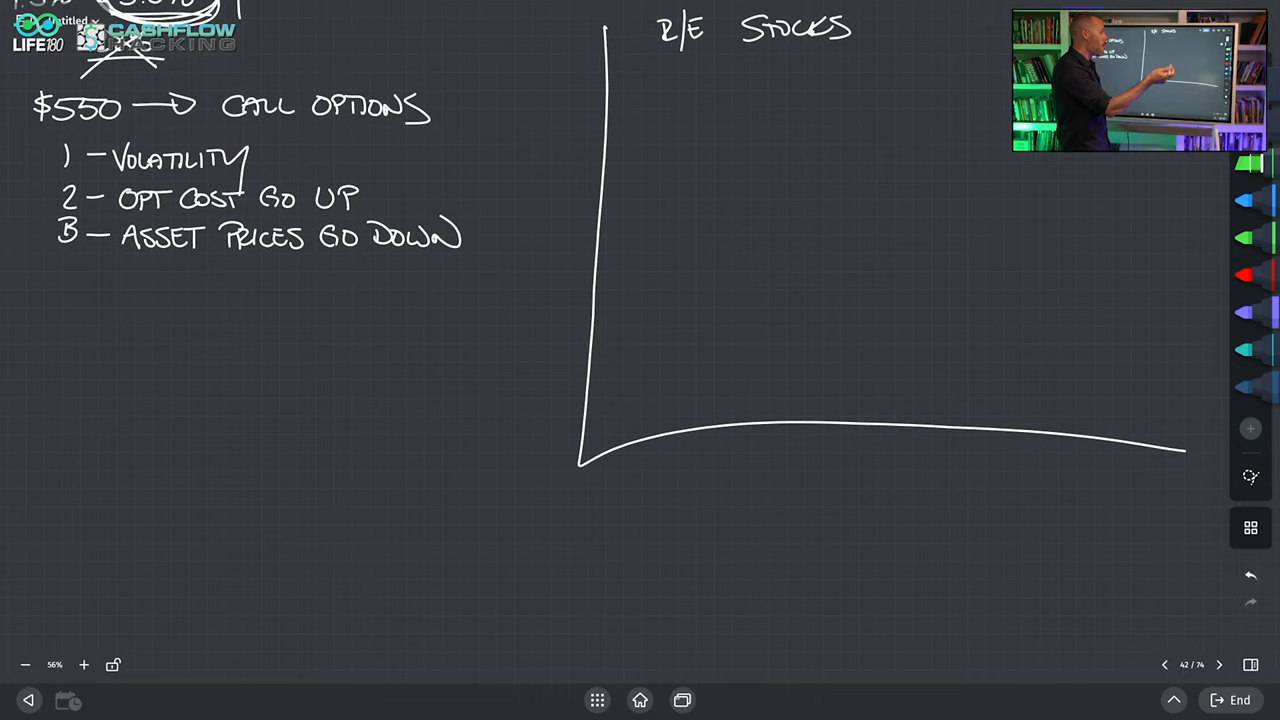 Untitled
LIFE180
CASHFLOW
HACKING
R/E STOCKS
$550 → CALL OPTIONS
1 - VOLATILITY
2 - OPT COST GO UP
3 - ASSET PRICES GO DOWN
56%
42 / 74
End